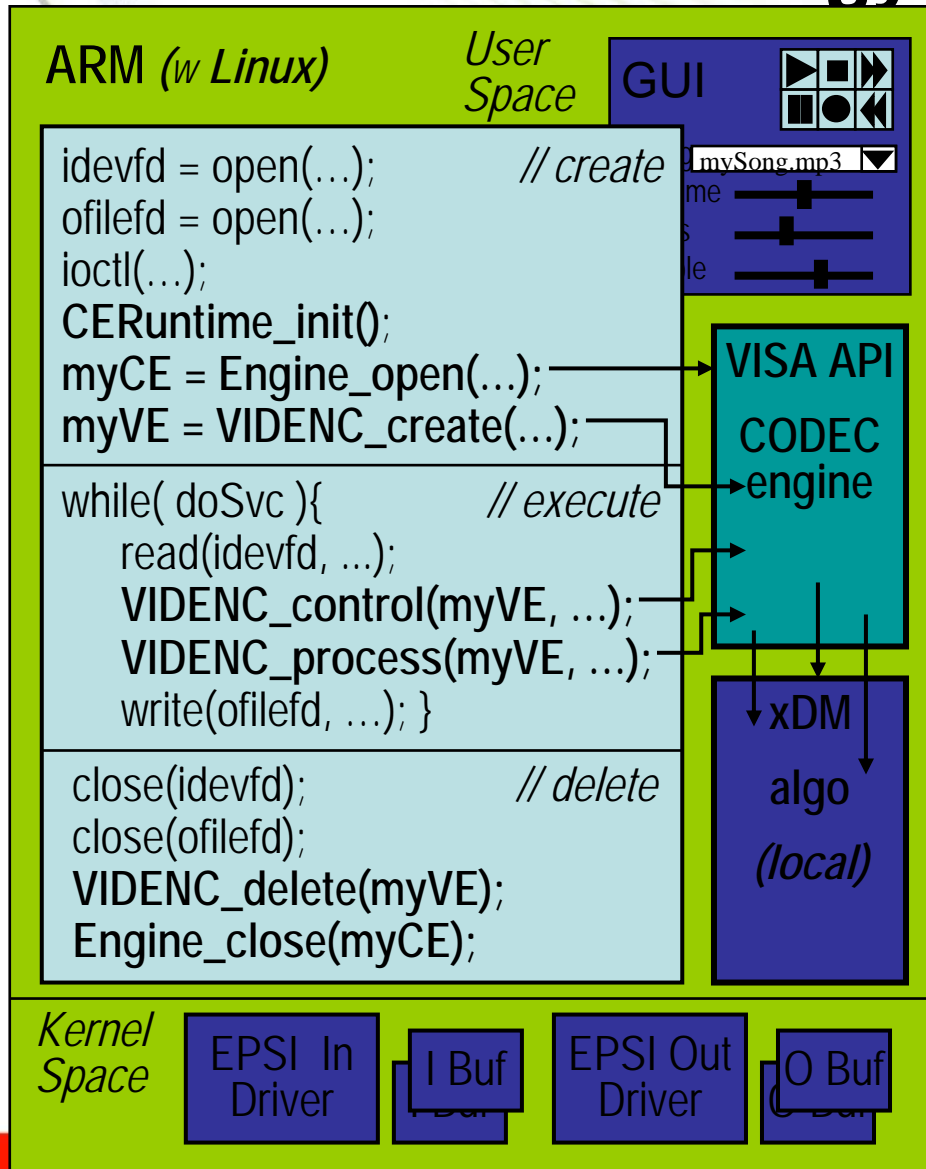 ARM (w Linux)
User
Space
GUI
mySong.mp3
idevfd = open(…); // create
ofilefd = open(…);
ioctl(…);
CERuntime_init();
myCE = Engine_open(…);
myVE = VIDENC_create(…);
while( doSvc ){ // execute
read(idevfd, ...);
VIDENC_control(myVE, …);
VIDENC_process(myVE, …);
write(ofilefd, …); }
close(idevfd); // delete
close(ofilefd);
VIDENC_delete(myVE);
Engine_close(myCE);
VISA API
CODEC
engine
xDM
algo
(local)
Kernel
Space
EPSI In
Driver
I Buf
EPSI Out
Driver
O Buf